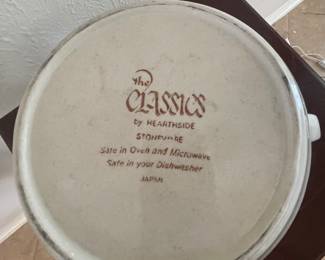 the
CLASSICS
by HEARTHSIDE
STONEWARE
Safe in Oven and Microwave
Safe in your Dishwasher
JAPAN